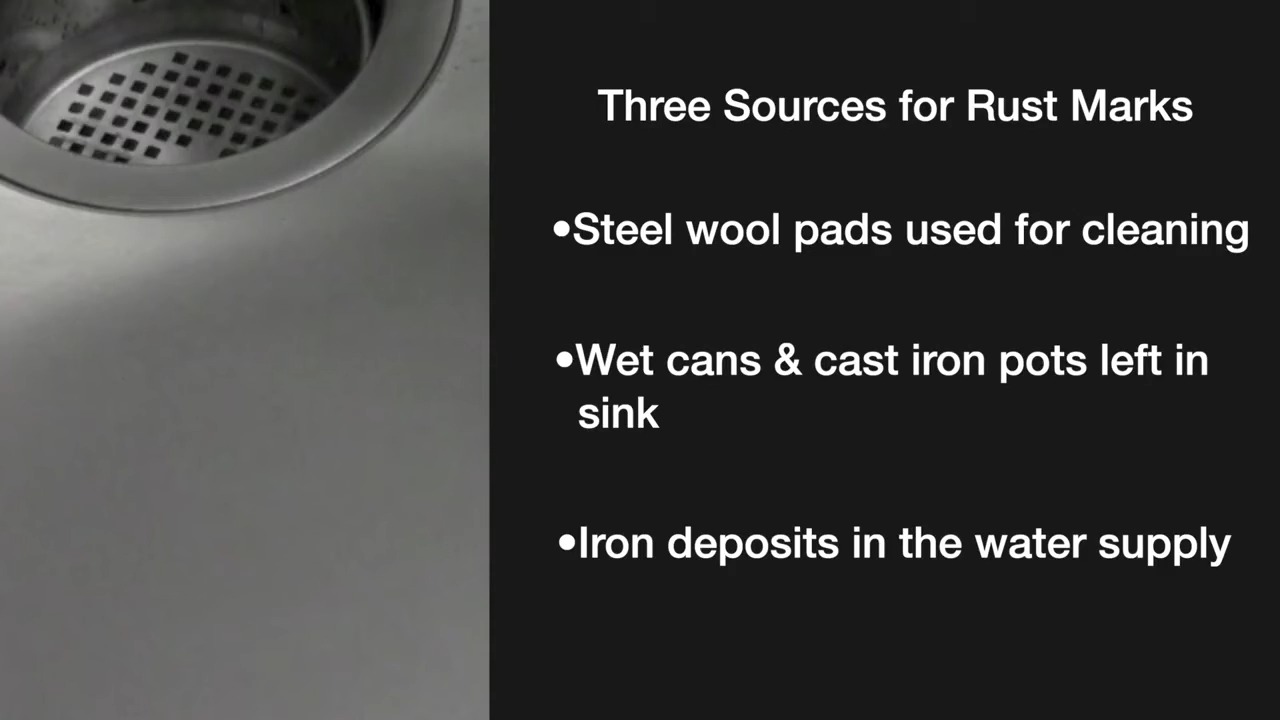 Three Sources for Rust Marks
•Steel wool pads used for cleaning
•Wet cans & cast iron pots left in
sink
•Iron deposits in the water supply